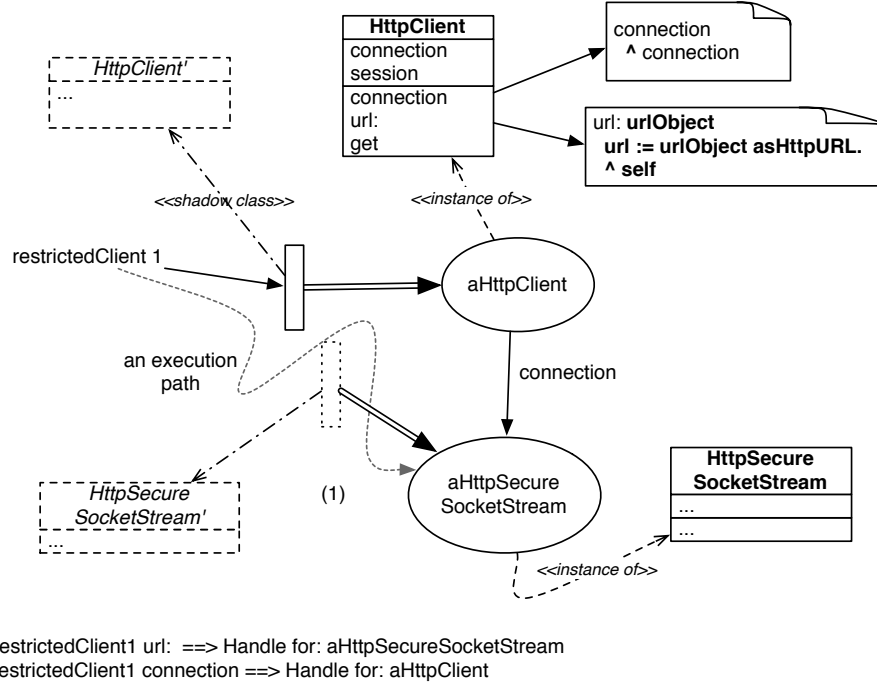 HttpClient
connection
session
connection
url:
get
connection
^ connection
url: urlObject
url := urlObject asHttpURL.
^ self
HttpClient'
...
<<shadow class>>
<<instance of>>
restrictedClient 1
aHttpClient
an execution
path
connection
HttpSecure
SocketStream'
...
(1)
aHttpSecure
SocketStream
HttpSecure
SocketStream
...
...
<<instance of>>
estrictedClient1 url: ==> Handle for: aHttpSecureSocketStream
estrictedClient1 connection ==> Handle for: aHttpClient